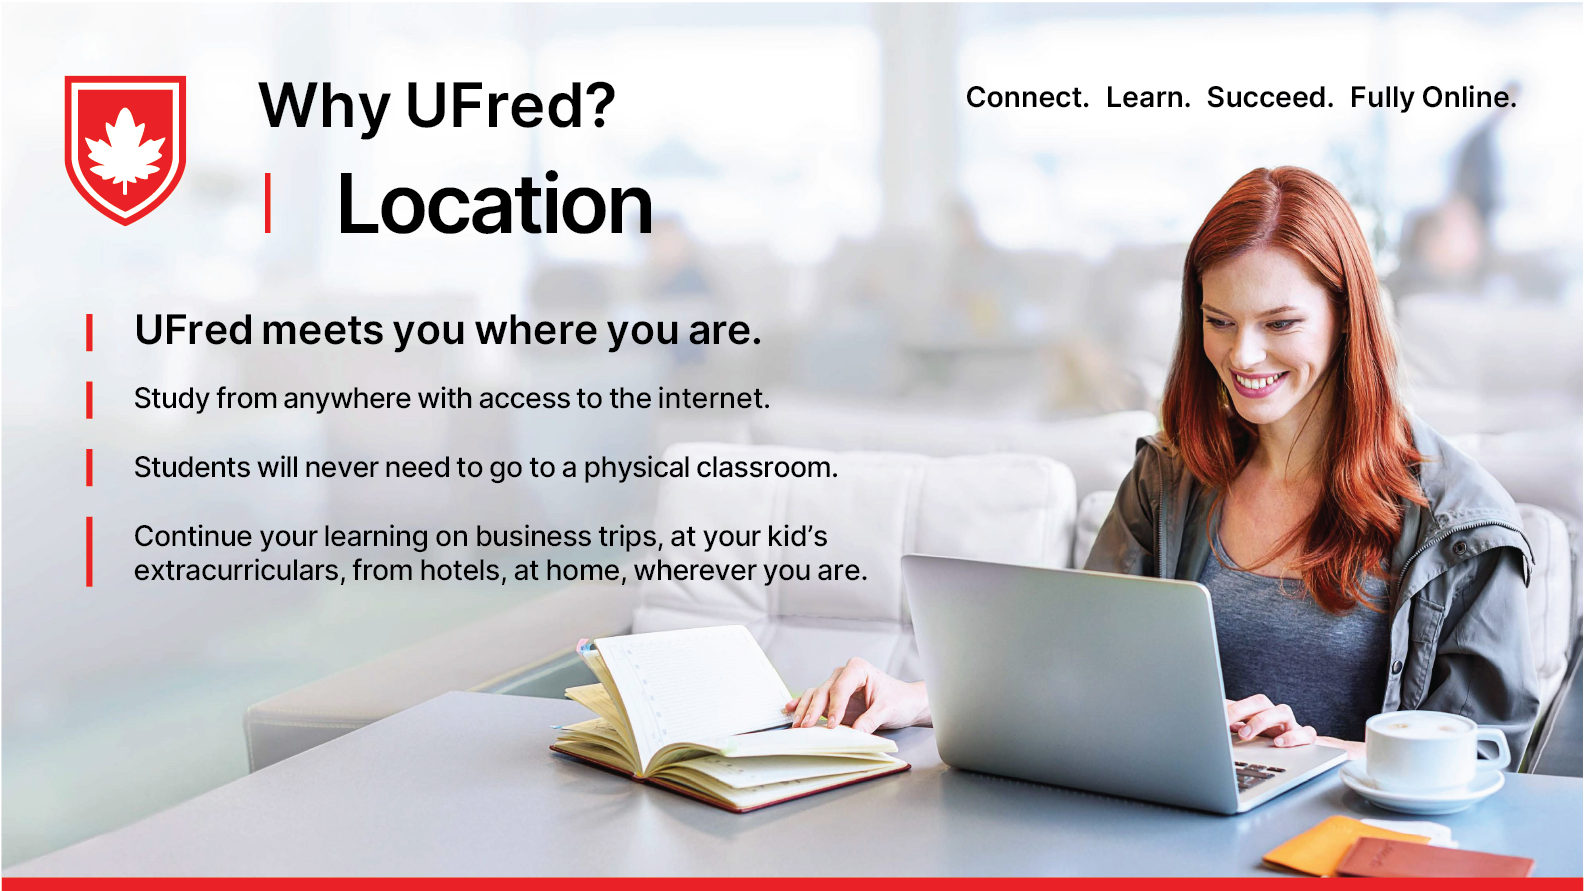 Why UFred?
Connect. Learn. Succeed. Fully Online.
Location
UFred meets you where you are.
Study from anywhere with access to the internet.
Students will never need to go to a physical classroom.
Continue your learning on business trips, at your kid’s
extracurriculars, from hotels, at home, wherever you are.